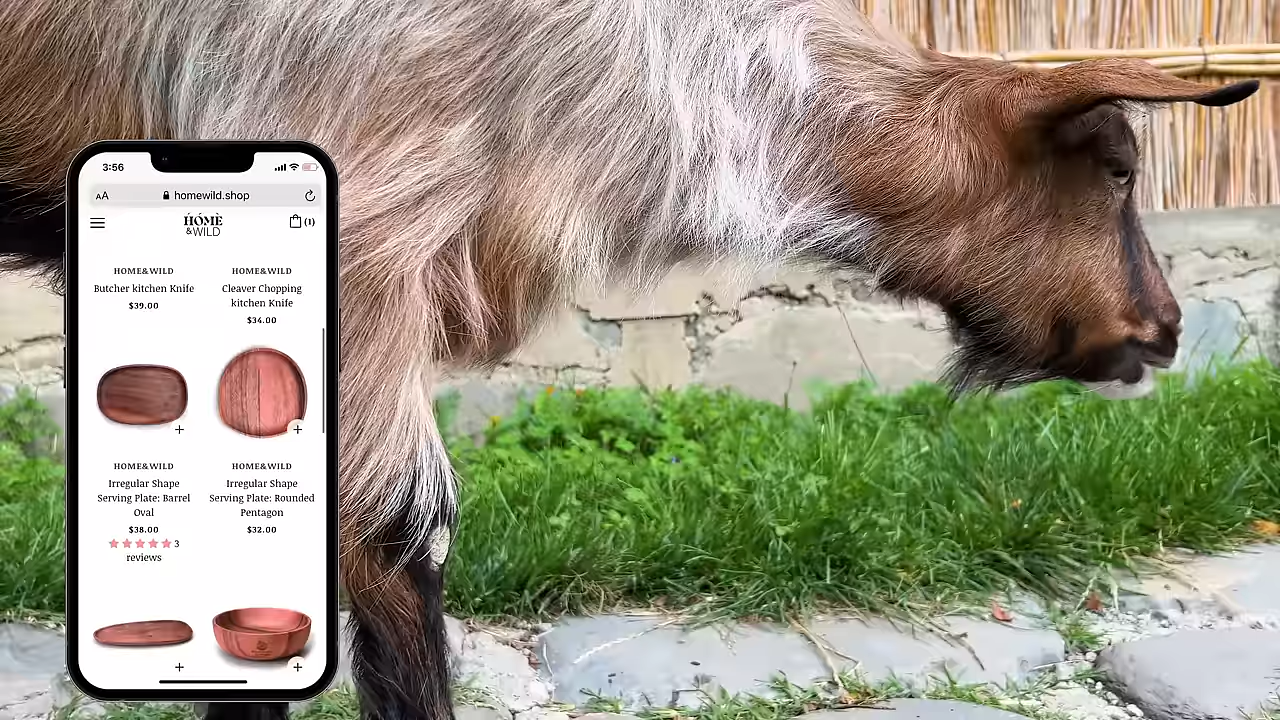 3:56
AA homewild.shop
HOME
&WILD
(1)
HOME&WILD
Butcher kitchen Knife
$39.00
HOME&WILD
Cleaver Chopping
kitchen Knife
$34.00
HOME&WILD
Irregular Shape
Serving Plate: Barrel
Oval
$38.00
3
reviews
HOME&WILD
Irregular Shape
Serving Plate: Rounded
Pentagon
$32.00